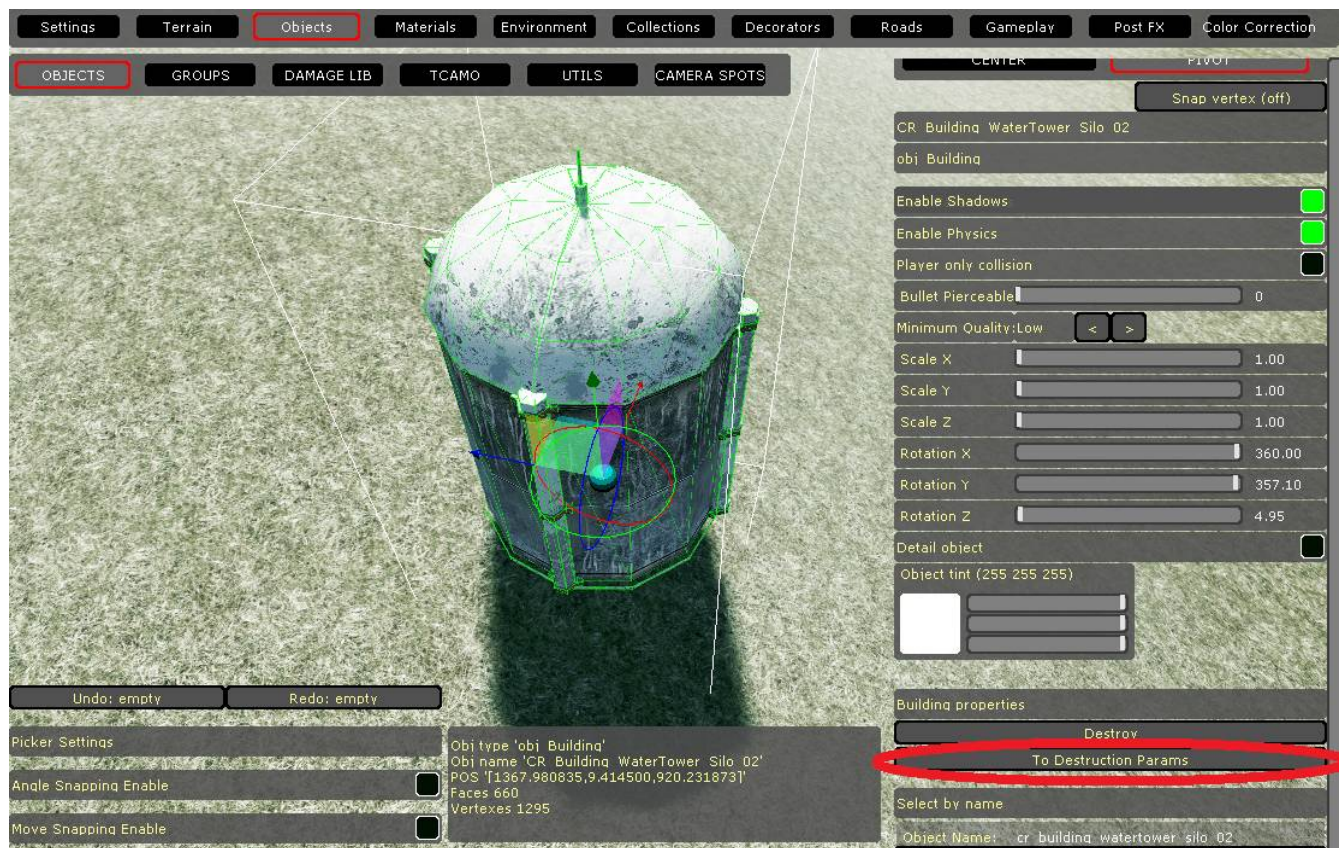 Settings Terrain Objects Materials Environment Collections Decorators Roads Gameplay Post FX Color Correction
OBJECTS GROUPS DAMAGE LIB TCAMO UTILS CAMERA SPOTS
CENTER PIVOT
Snap vertex (off)
CR Building WaterTower Silo 02
obj Building
Enable Shadows
Enable Physics
Player only collision
Bullet Pierceable 0
Minimum Quality:Low < >
Scale X 1.00
Scale Y 1.00
Scale Z 1.00
Rotation X 360.00
Rotation Y 357.10
Rotation Z 4.95
Detail object
Object tint (255 255 255)
Building properties
Destroy
To Destruction Params
Select by name
Object Name: cr building watertower silo 02
Undo: empty Redo: empty
Picker Settings
Angle Snapping Enable
Move Snapping Enable
Obj type 'obj Building'
Obj name 'CR Building WaterTower Silo 02'
POS '[1367.980835,9.414500,920.231873]'
Faces 660
Vertexes 1295